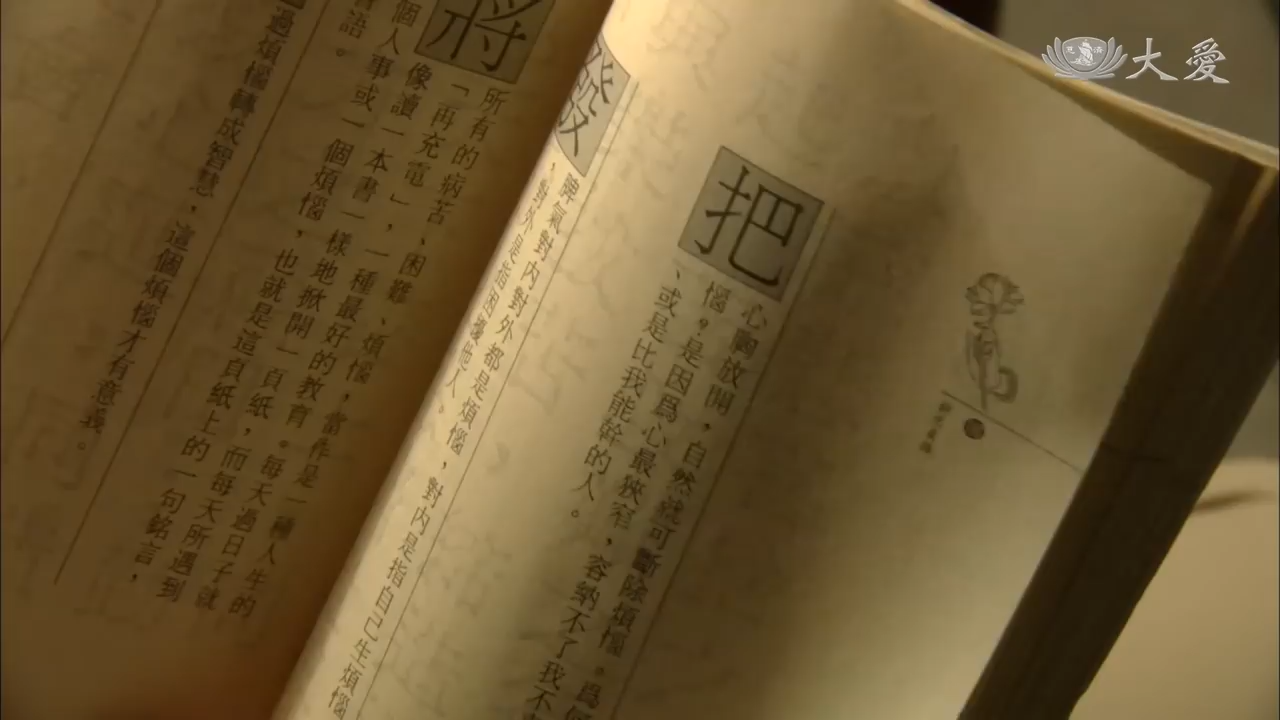 大愛
把
心胸放開,自然就可斷除煩惱。爲
惱?是因爲心最狹窄,容納不了我不
、或是比我能幹的人。
發
脾氣對內對外都是煩惱,對內是指自己生煩惱
,對外是指困擾他人。
將
所有的病苦、困難、煩惱,當作是一種人生的
「再充電」,一種最好的教育。每天過日子就
像讀一本書一樣地掀開一頁紙,而每天所遇到
個人事或一個煩惱,也就是這頁紙上的一句銘言,
語。
過煩惱轉成智慧,這個煩惱才有意義。